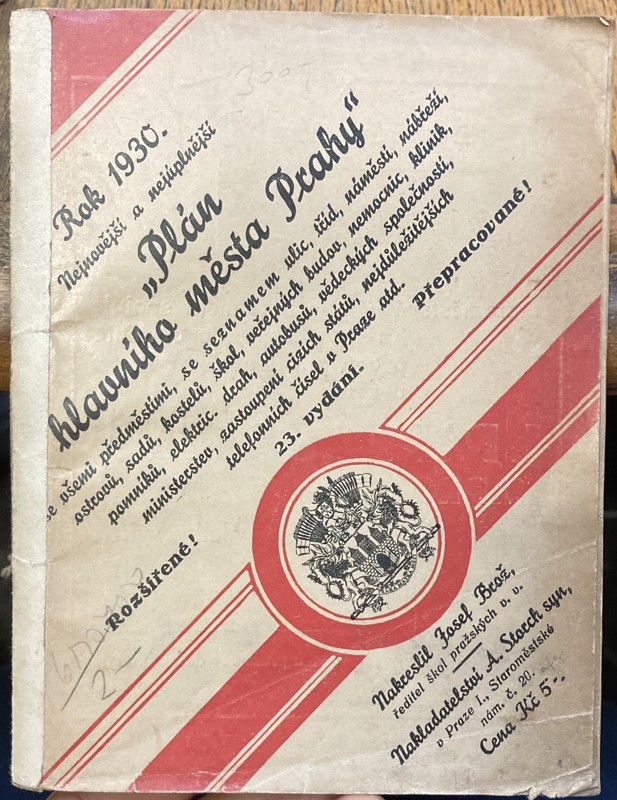 300
Rok 1930.
Nejnovější a nejúplnější
„Plán
hlavního města Prahy“
se všemi předměstími, se seznamem ulic, tříd, náměstí, nábřeží,
ostrovů, sadů, kostelů, škol, veřejných budov, nemocnic, klinik,
pomníků, elektric. drah, autobusů, vědeckých společností,
ministerstev, zastoupení cizích států, nejdůležitějších
telefonních čísel v Praze atd.
23. vydání.
Přepracované!
Rozšířené!
2-
Nakreslil Josef Brož,
ředitel škol pražských v. v.
Nakladatelství A. Storch syn,
v Praze I., Staroměstské
nám. č. 20.
Cena Kč 5·-.